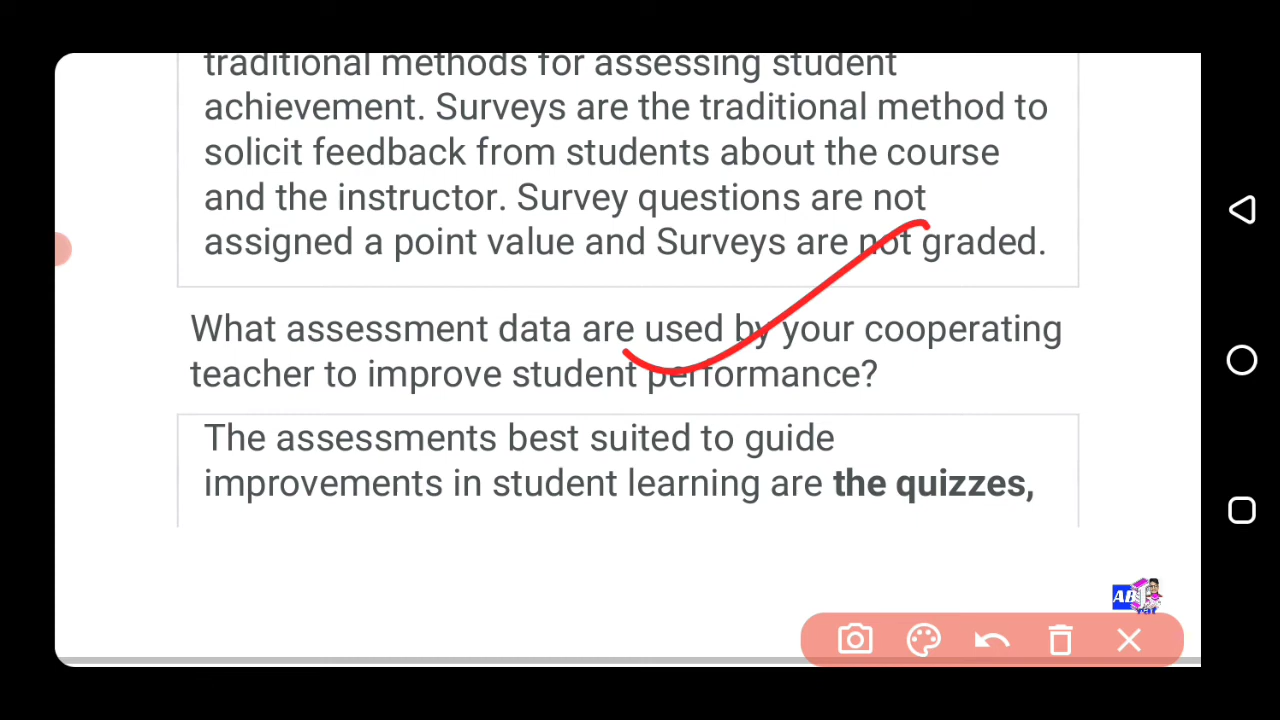 traditional methods for assessing student
achievement. Surveys are the traditional method to
solicit feedback from students about the course
and the instructor. Survey questions are not
assigned a point value and Surveys are not graded.
What assessment data are used by your cooperating
teacher to improve student performance?
The assessments best suited to guide
improvements in student learning are the quizzes,